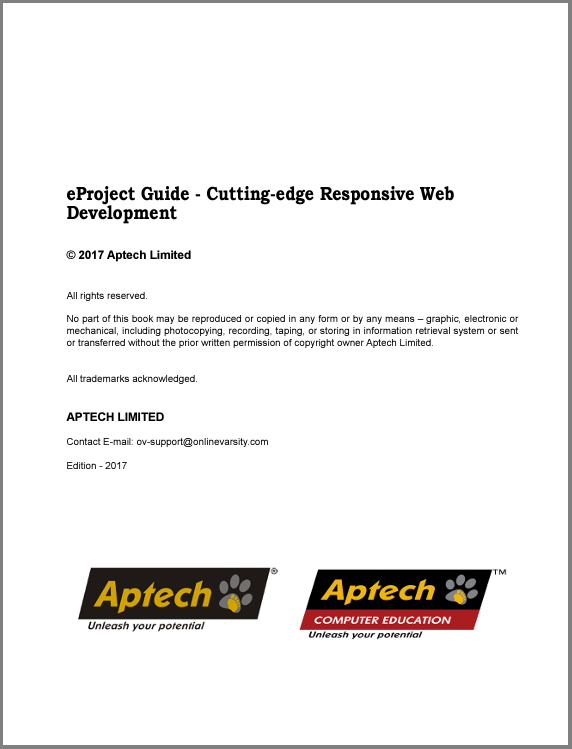 eProject Guide - Cutting-edge Responsive Web
Development
© 2017 Aptech Limited
All rights reserved.
No part of this book may be reproduced or copied in any form or by any means – graphic, electronic or
mechanical, including photocopying, recording, taping, or storing in information retrieval system or sent
or transferred without the prior written permission of copyright owner Aptech Limited.
All trademarks acknowledged.
APTECH LIMITED
Contact E-mail: ov-support@onlinevarsity.com
Edition - 2017
Aptech ®
Unleash your potential
Aptech TM
COMPUTER EDUCATION
Unleash your potential